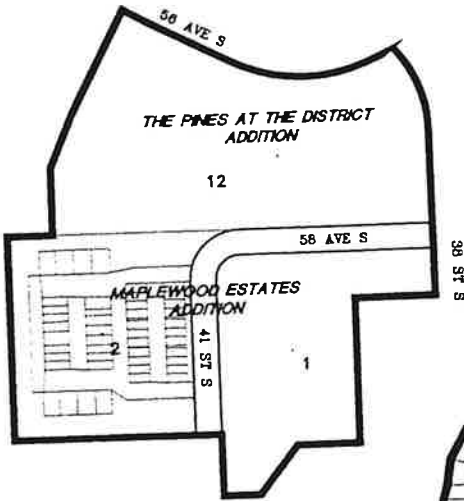 56 AVE S
THE PINES AT THE DISTRICT
ADDITION
12
58 AVE S
38 ST S
MAPLEWOOD ESTATES
ADDITION
2
41 ST S
1